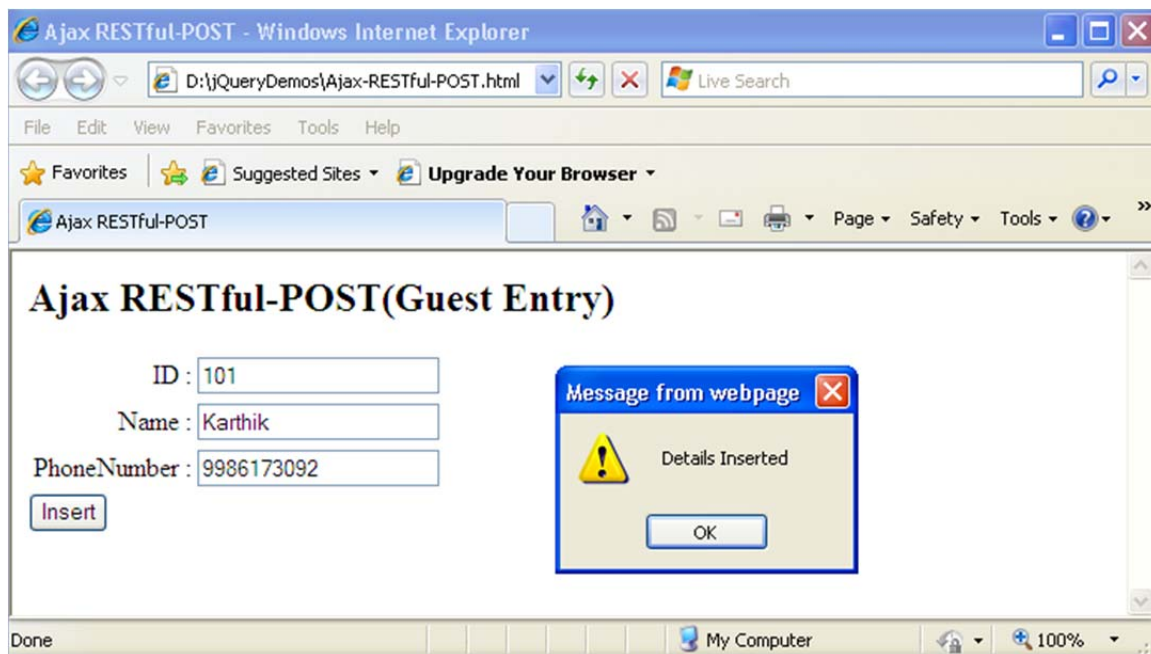 Ajax RESTful-POST - Windows Internet Explorer
D:\jQueryDemos\Ajax-RESTful-POST.html
Live Search
File Edit View Favorites Tools Help
Favorites Suggested Sites Upgrade Your Browser
Ajax RESTful-POST Page Safety Tools »
Ajax RESTful-POST(Guest Entry)
ID : 101
Name : Karthik
PhoneNumber : 9986173092
Insert
Message from webpage
Details Inserted
OK
Done My Computer 100%